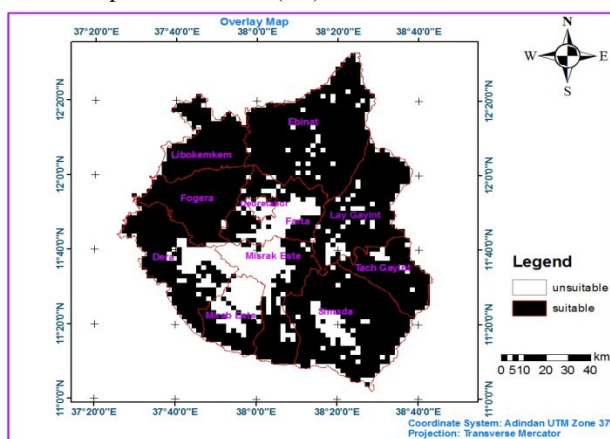 Overlay Map
37°20'0"E 37°40'0"E 38°0'0"E 38°20'0"E 38°40'0"E
N
W E
S
12°20'0"N 12°20'0"N
Ebinat
Libokemkem
12°0'0"N 12°0'0"N
Fogera
Debretabor
Farta
Lay Gayint
11°40'0"N 11°40'0"N
Dera
Misrak Este
Tach Gayint
Legend
unsuitable
suitable
Mirab Este
Simada
11°20'0"N 11°20'0"N
km
0 5 10 20 30 40
11°0'0"N 11°0'0"N
37°20'0"E 37°40'0"E 38°0'0"E 38°20'0"E 38°40'0"E
Coordinate System: Adindan UTM Zone 37
Projection: Transverse Mercator